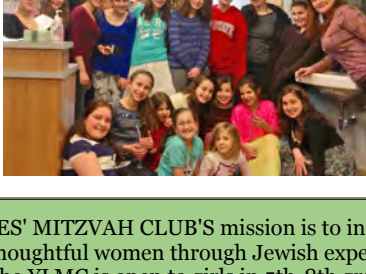 ES' MITZVAH CLUB'S mission is to in
houghtful women through Jewish expe
YLMC is open to girls in 5th-8th gr